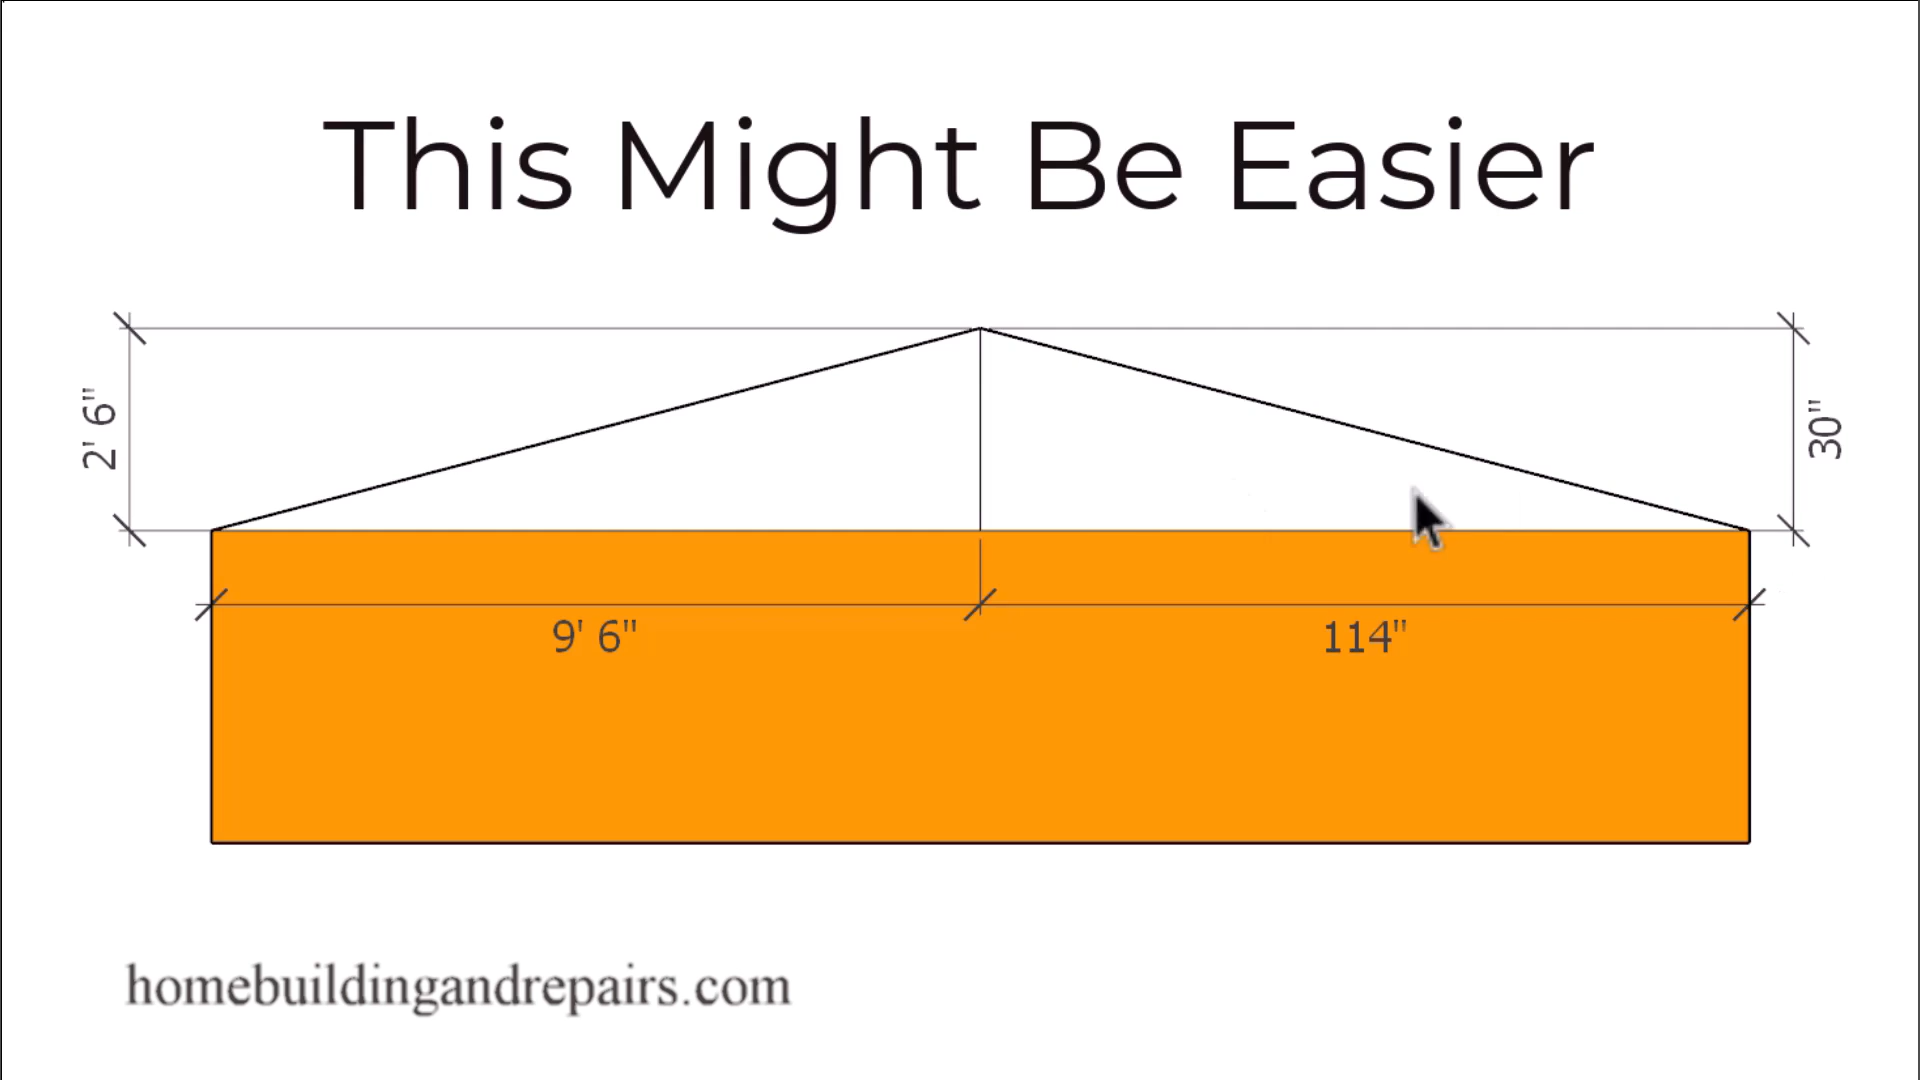 This Might Be Easier
2' 6"
30"
9' 6"
114"
homebuildingandrepairs.com